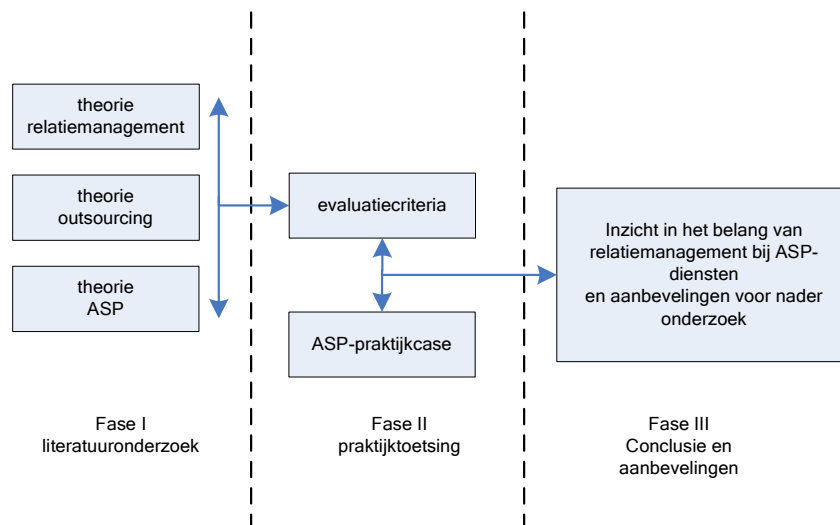 theorie
relatiemanagement
theorie
outsourcing
theorie
ASP
evaluatiecriteria
ASP-praktijkcase
Inzicht in het belang van
relatiemanagement bij ASP-
diensten
en aanbevelingen voor nader
onderzoek
Fase I
literatuuronderzoek
Fase II
praktijktoetsing
Fase III
Conclusie en
aanbevelingen